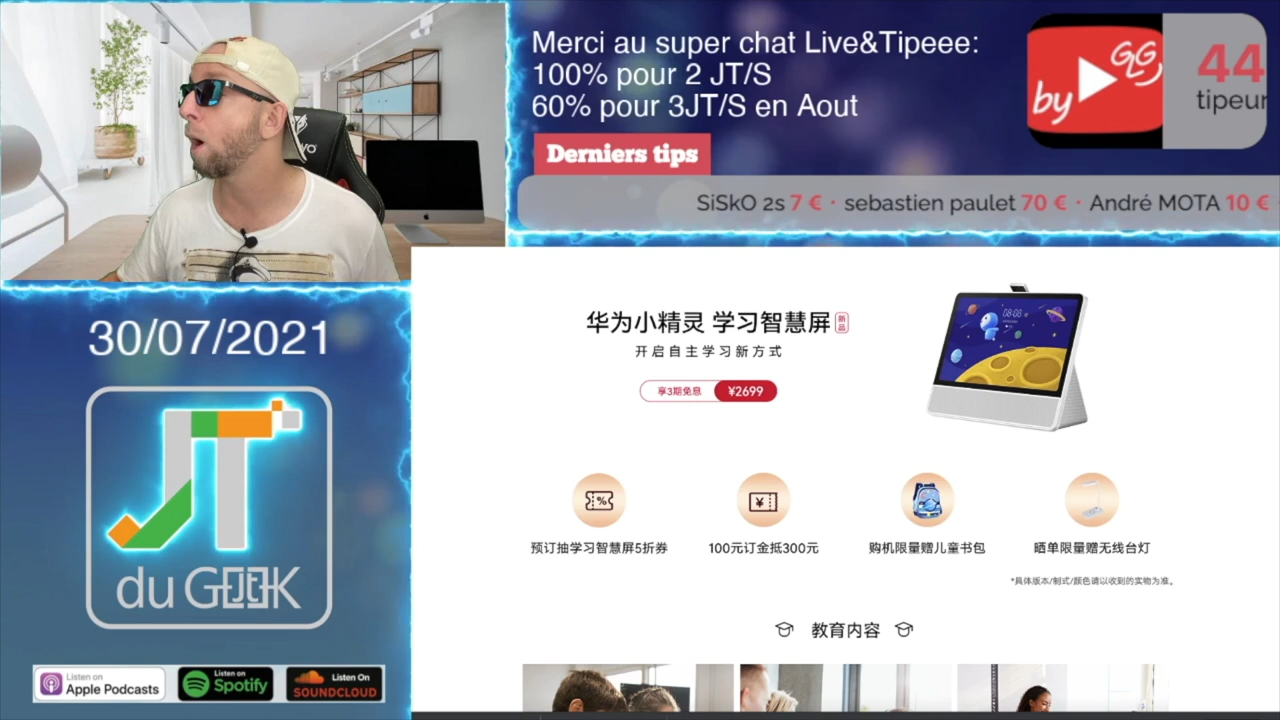 Merci au super chat Live&Tipeee:
100% pour 2 JT/S
60% pour 3JT/S en Aout
by GLG
44
tipeur
Derniers tips
SiSkO 2s 7 € · sebastien paulet 70 € · André MOTA 10 €
30/07/2021
JT
du GEEK
Listen on
Apple Podcasts
Listen on
Spotify
Listen On
SOUNDCLOUD
华为小精灵 学习智慧屏 新品
开启自主学习新方式
享3期免息 ¥2699
08:08
预订抽学习智慧屏5折券
100元订金抵300元
购机限量赠儿童书包
晒单限量赠无线台灯
*具体版本/制式/颜色请以收到的实物为准。
教育内容